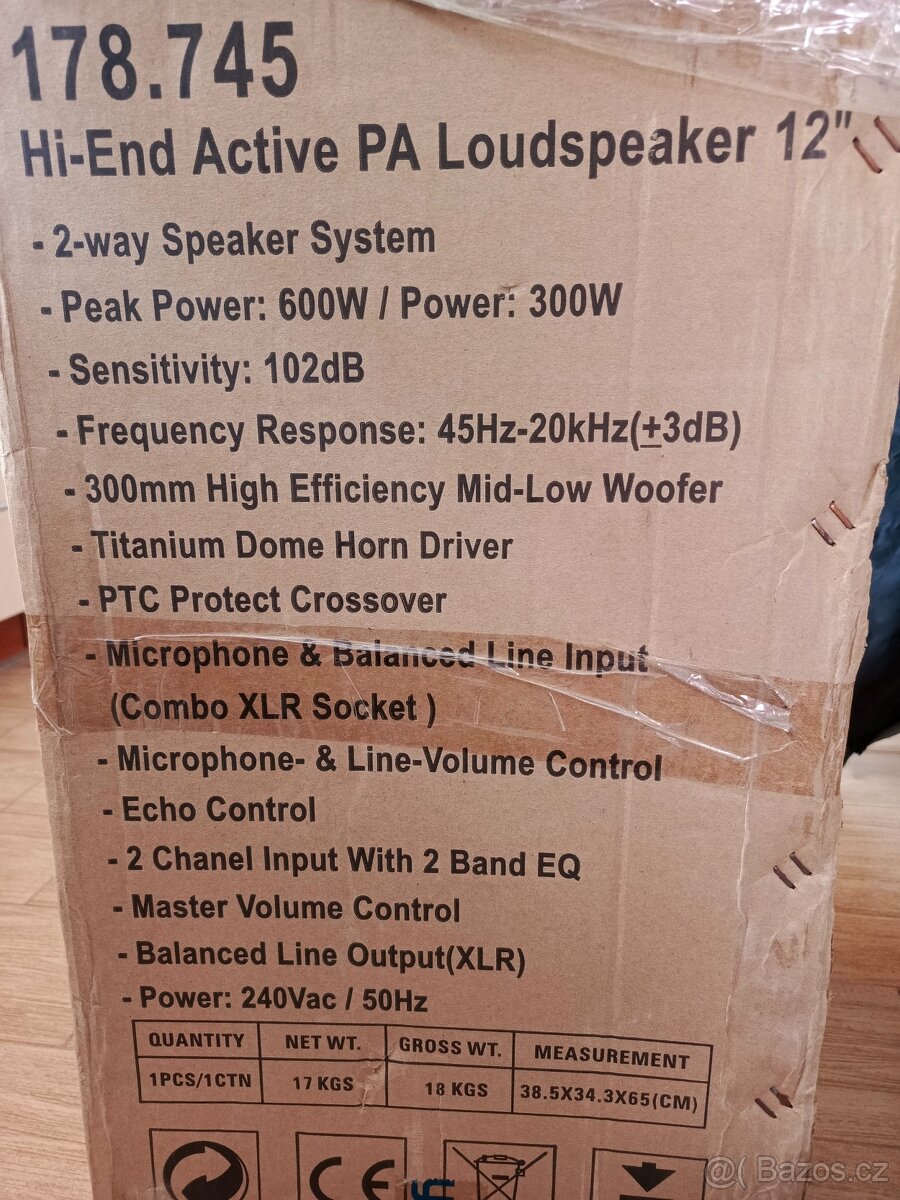 178.745
Hi-End Active PA Loudspeaker 12"
- 2-way Speaker System
- Peak Power: 600W / Power: 300W
- Sensitivity: 102dB
- Frequency Response: 45Hz-20kHz(±3dB)
- 300mm High Efficiency Mid-Low Woofer
- Titanium Dome Horn Driver
- PTC Protect Crossover
- Microphone & Balanced Line Input
(Combo XLR Socket )
- Microphone- & Line-Volume Control
- Echo Control
- 2 Chanel Input With 2 Band EQ
- Master Volume Control
- Balanced Line Output(XLR)
- Power: 240Vac / 50Hz
QUANTITY NET WT. GROSS WT. MEASUREMENT
1PCS/1CTN 17 KGS 18 KGS 38.5X34.3X65(CM)
CE
@( Bazos.cz